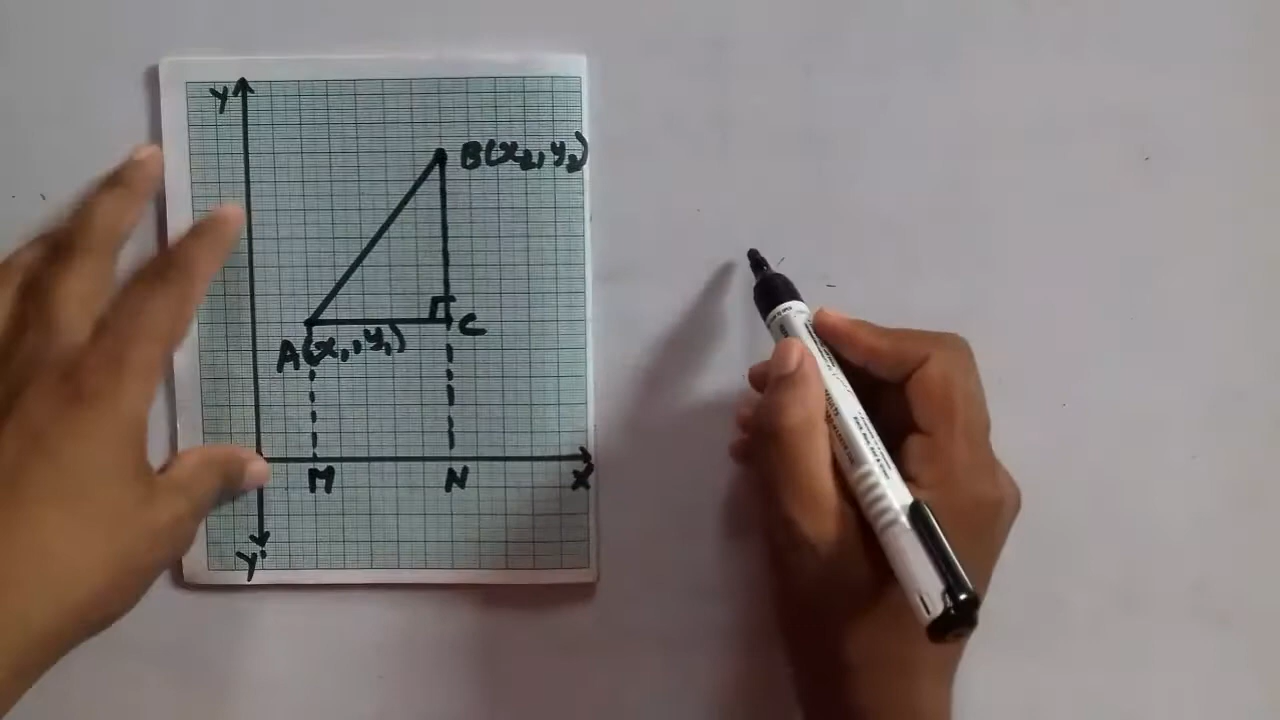 Y
B(x₂, y₂)
C
A(x₁, y₁)
M
N
X
Y'